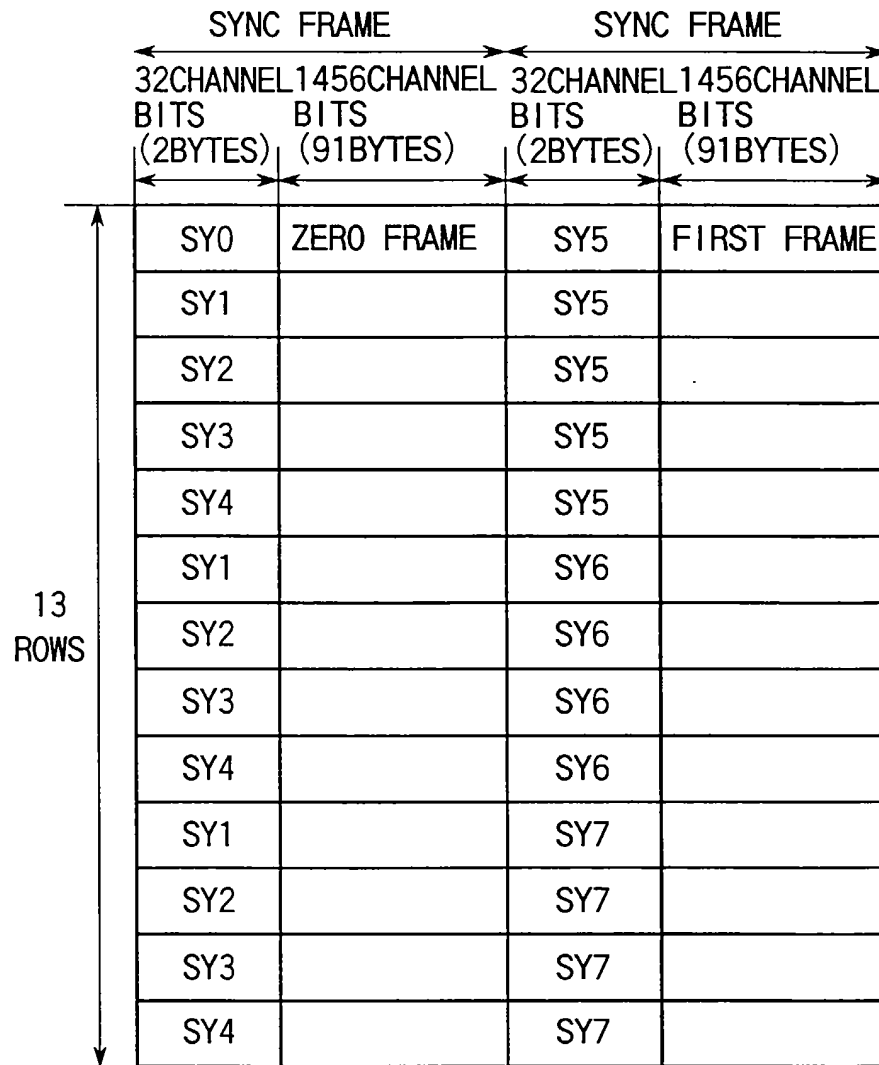 SYNC FRAME SYNC FRAME
32CHANNEL 1456CHANNEL 32CHANNEL 1456CHANNEL
BITS BITS BITS BITS
(2BYTES) (91BYTES) (2BYTES) (91BYTES)
SY0 ZERO FRAME SY5 FIRST FRAME
SY1 SY5
SY2 SY5
SY3 SY5
SY4 SY5
SY1 SY6
13
ROWS
SY2 SY6
SY3 SY6
SY4 SY6
SY1 SY7
SY2 SY7
SY3 SY7
SY4 SY7